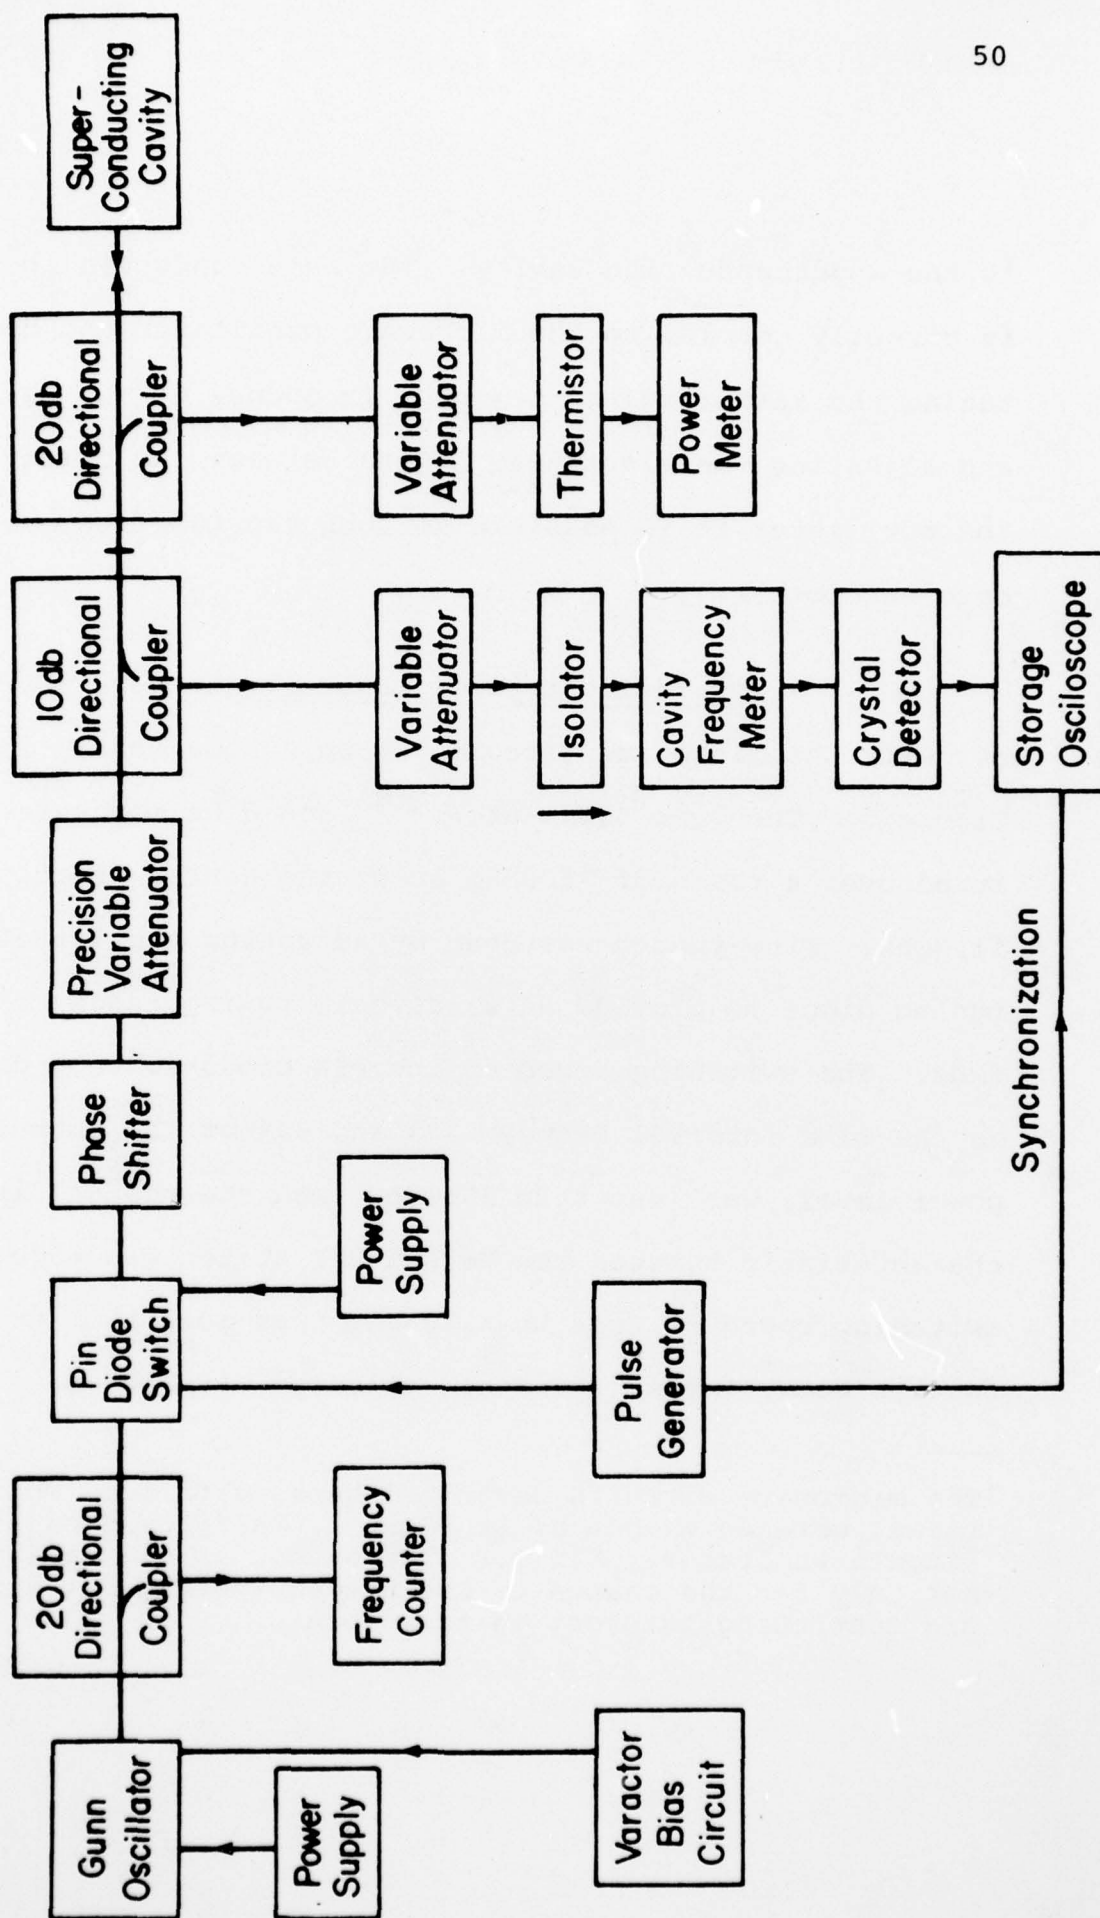 50
Gunn
Oscillator
20db
Directional
Coupler
Pin
Diode
Switch
Phase
Shifter
Precision
Variable
Attenuator
10db
Directional
Coupler
20db
Directional
Coupler
Super-
Conducting
Cavity
Power
Supply
Varactor
Bias
Circuit
Frequency
Counter
Power
Supply
Pulse
Generator
Synchronization
Variable
Attenuator
Isolator
Cavity
Frequency
Meter
Crystal
Detector
Storage
Osciloscope
Variable
Attenuator
Thermistor
Power
Meter